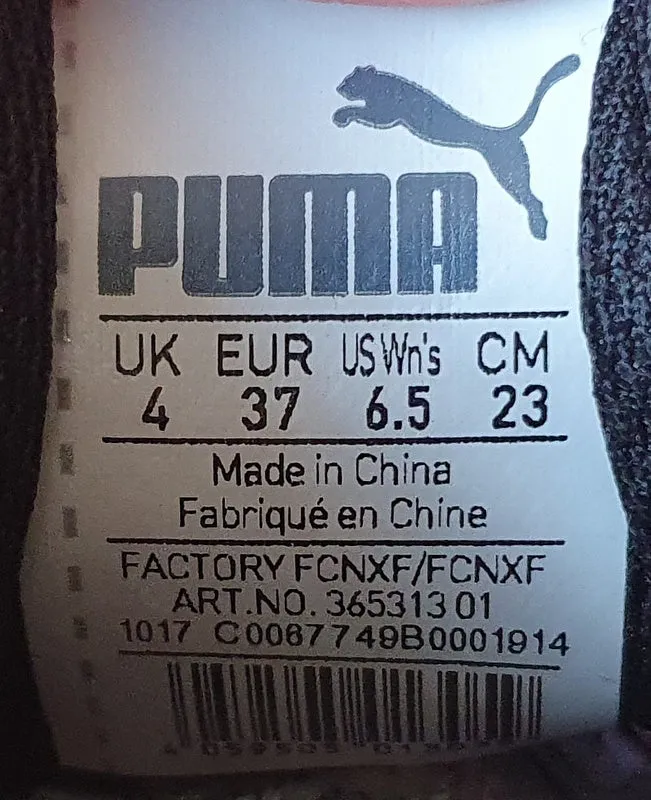 PUMA
UK EUR US Wn's CM
4 37 6.5 23
Made in China
Fabriqué en Chine
FACTORY FCNXF/FCNXF
ART.NO. 365313 01
1017 C0067749B0001914